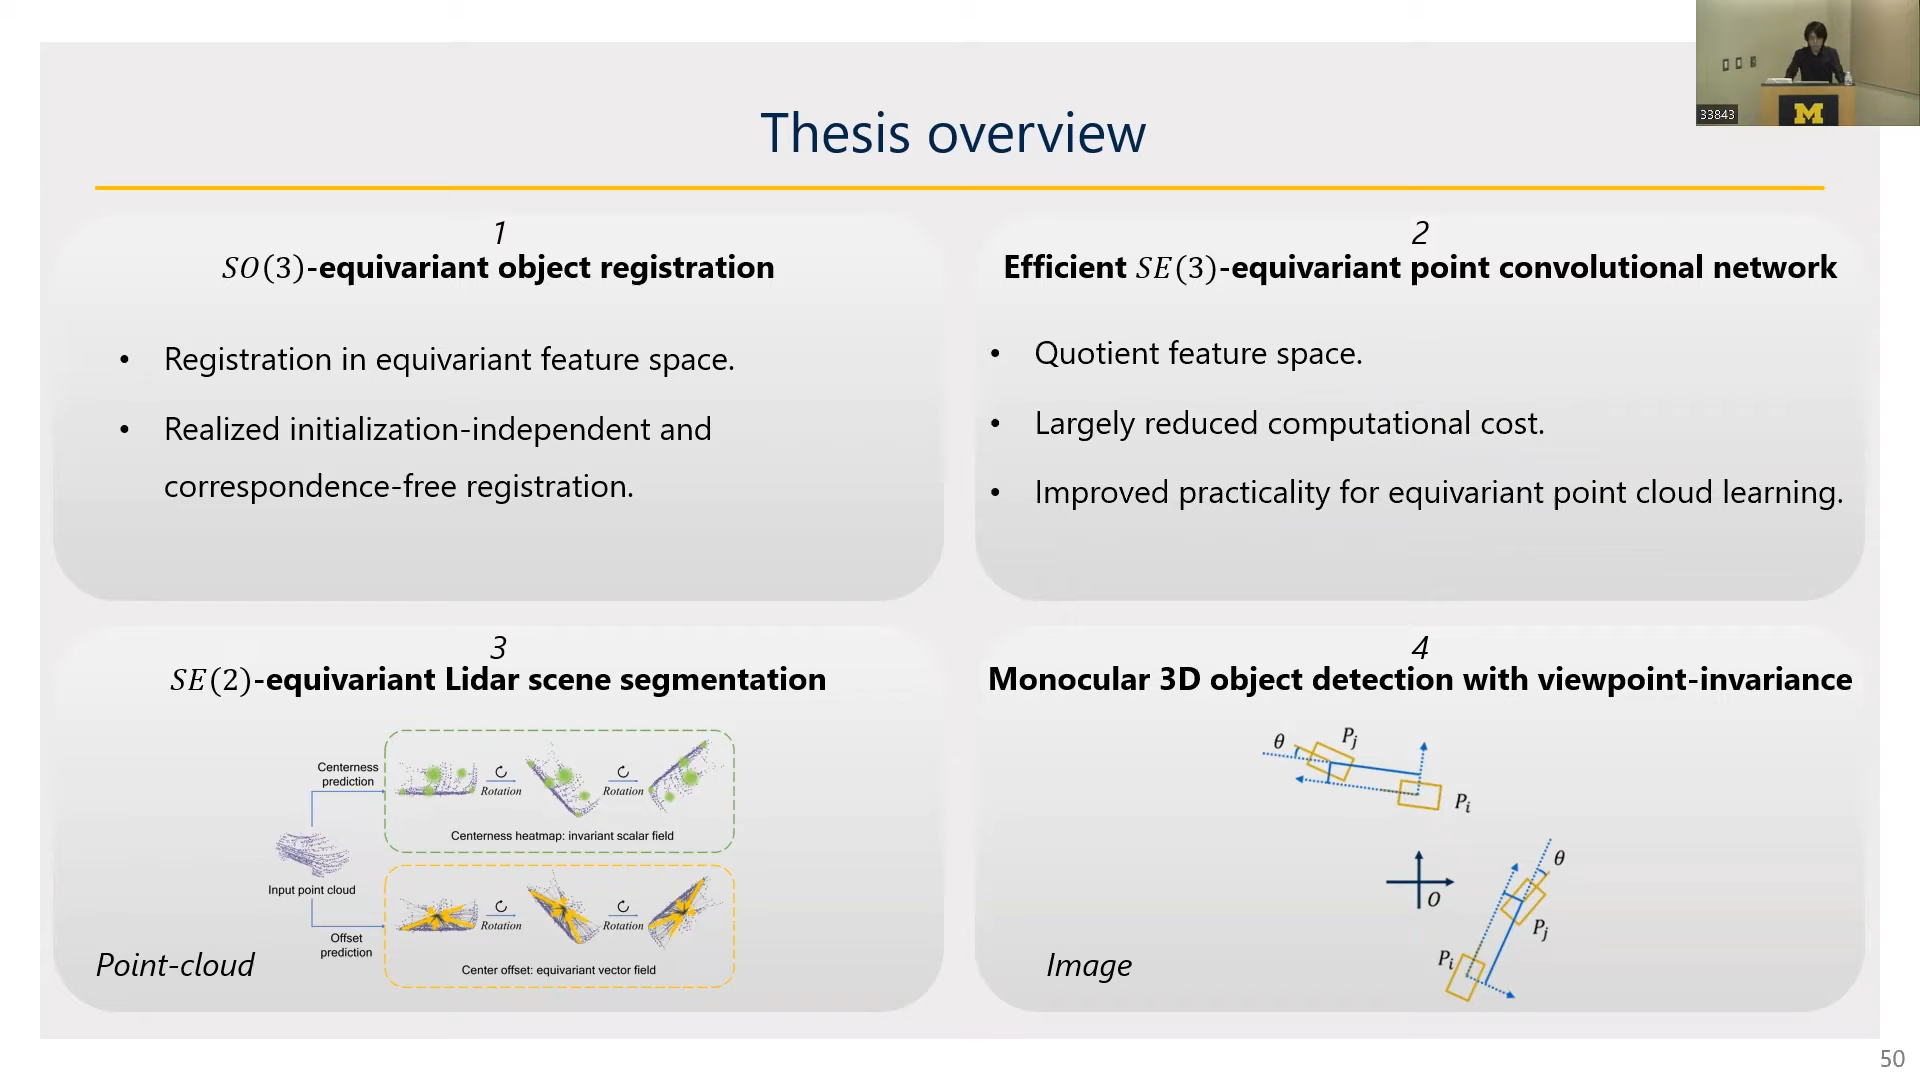 33843
M
Thesis overview
1
SO(3)-equivariant object registration
• Registration in equivariant feature space.
• Realized initialization-independent and
correspondence-free registration.
2
Efficient SE(3)-equivariant point convolutional network
• Quotient feature space.
• Largely reduced computational cost.
• Improved practicality for equivariant point cloud learning.
3
SE(2)-equivariant Lidar scene segmentation
Centerness
prediction
Rotation
Rotation
Centerness heatmap: invariant scalar field
Input point cloud
Rotation
Rotation
Offset
prediction
Center offset: equivariant vector field
Point-cloud
4
Monocular 3D object detection with viewpoint-invariance
θ
Pj
Pi
θ
O
Pj
Pi
Image
50